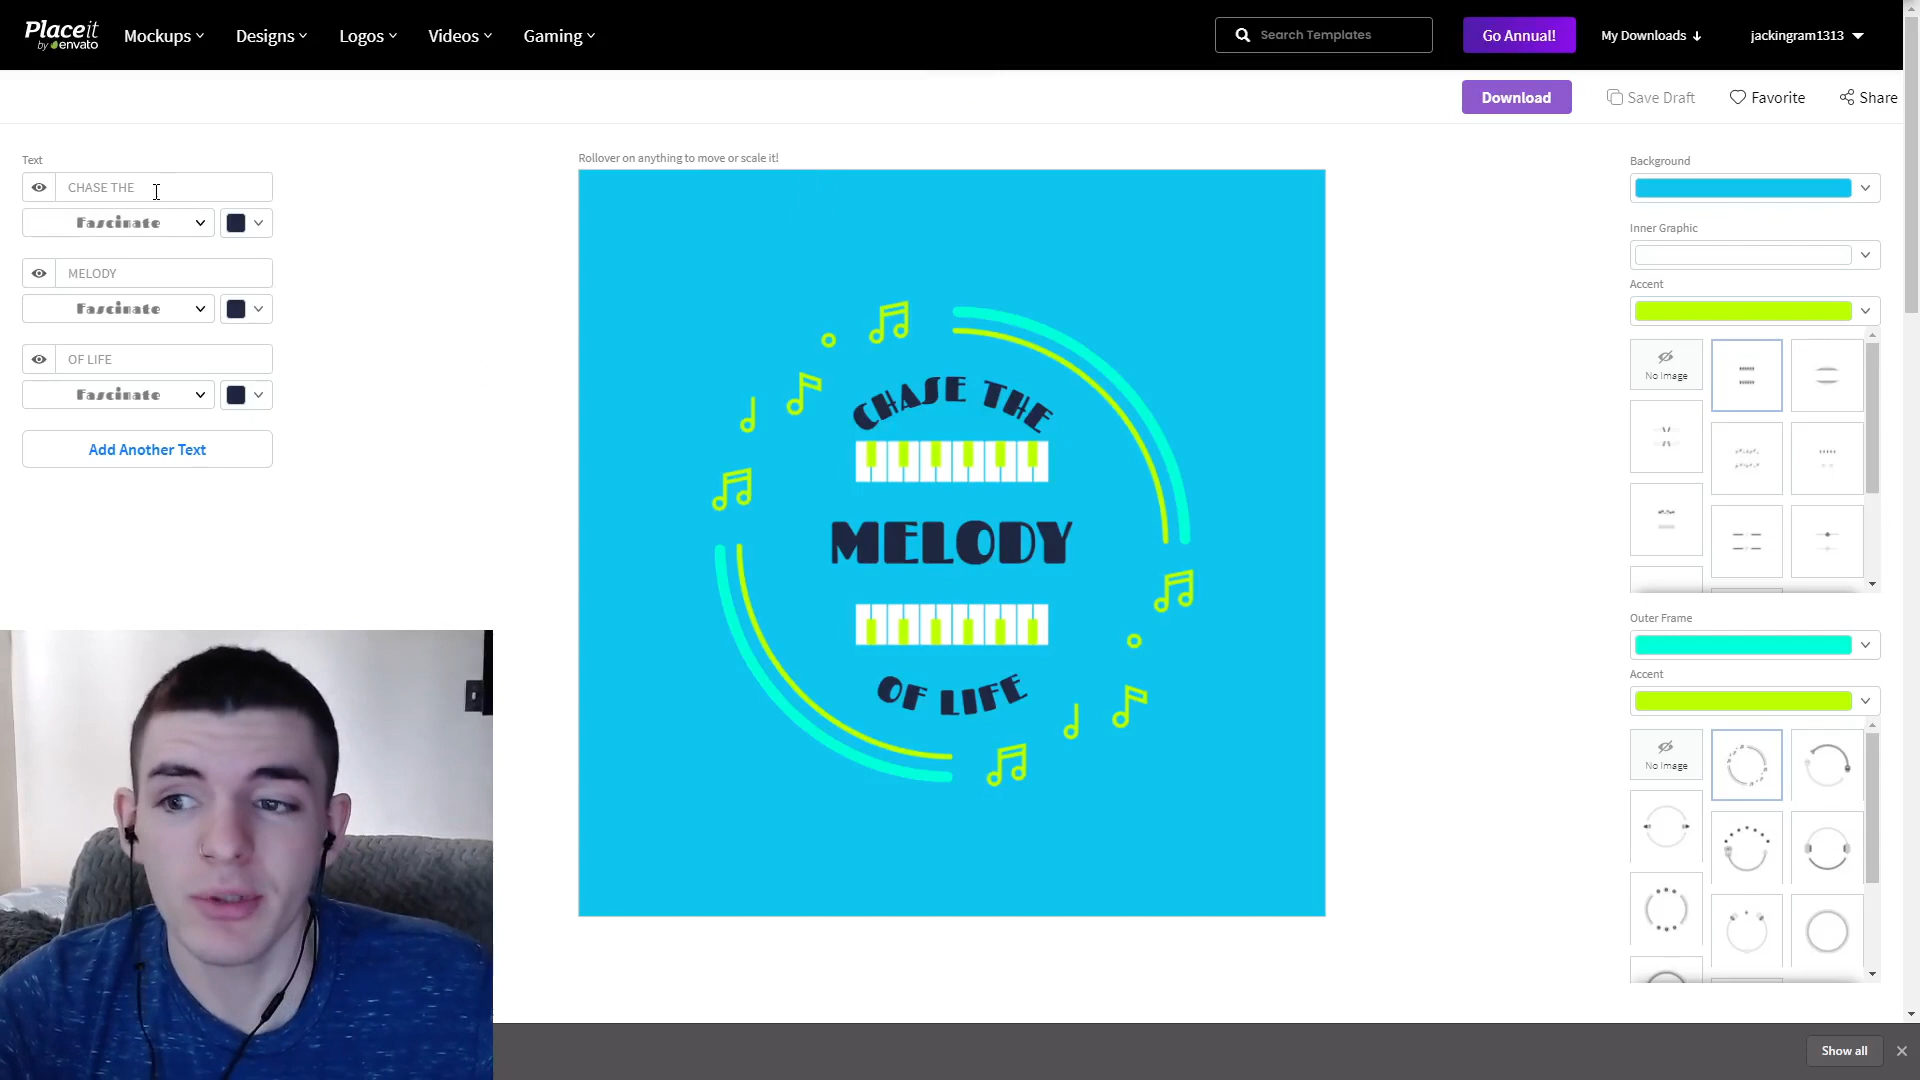 Placeit
by envato
Mockups
Designs
Logos
Videos
Gaming
Search Templates
Go Annual!
My Downloads
jackingram1313
Download
Save Draft
Favorite
Share
Text
CHASE THE
Fascinate
MELODY
Fascinate
OF LIFE
Fascinate
Add Another Text
Rollover on anything to move or scale it!
CHASE THE
MELODY
OF LIFE
Background
Inner Graphic
Accent
No Image
Outer Frame
Accent
No Image
Show all